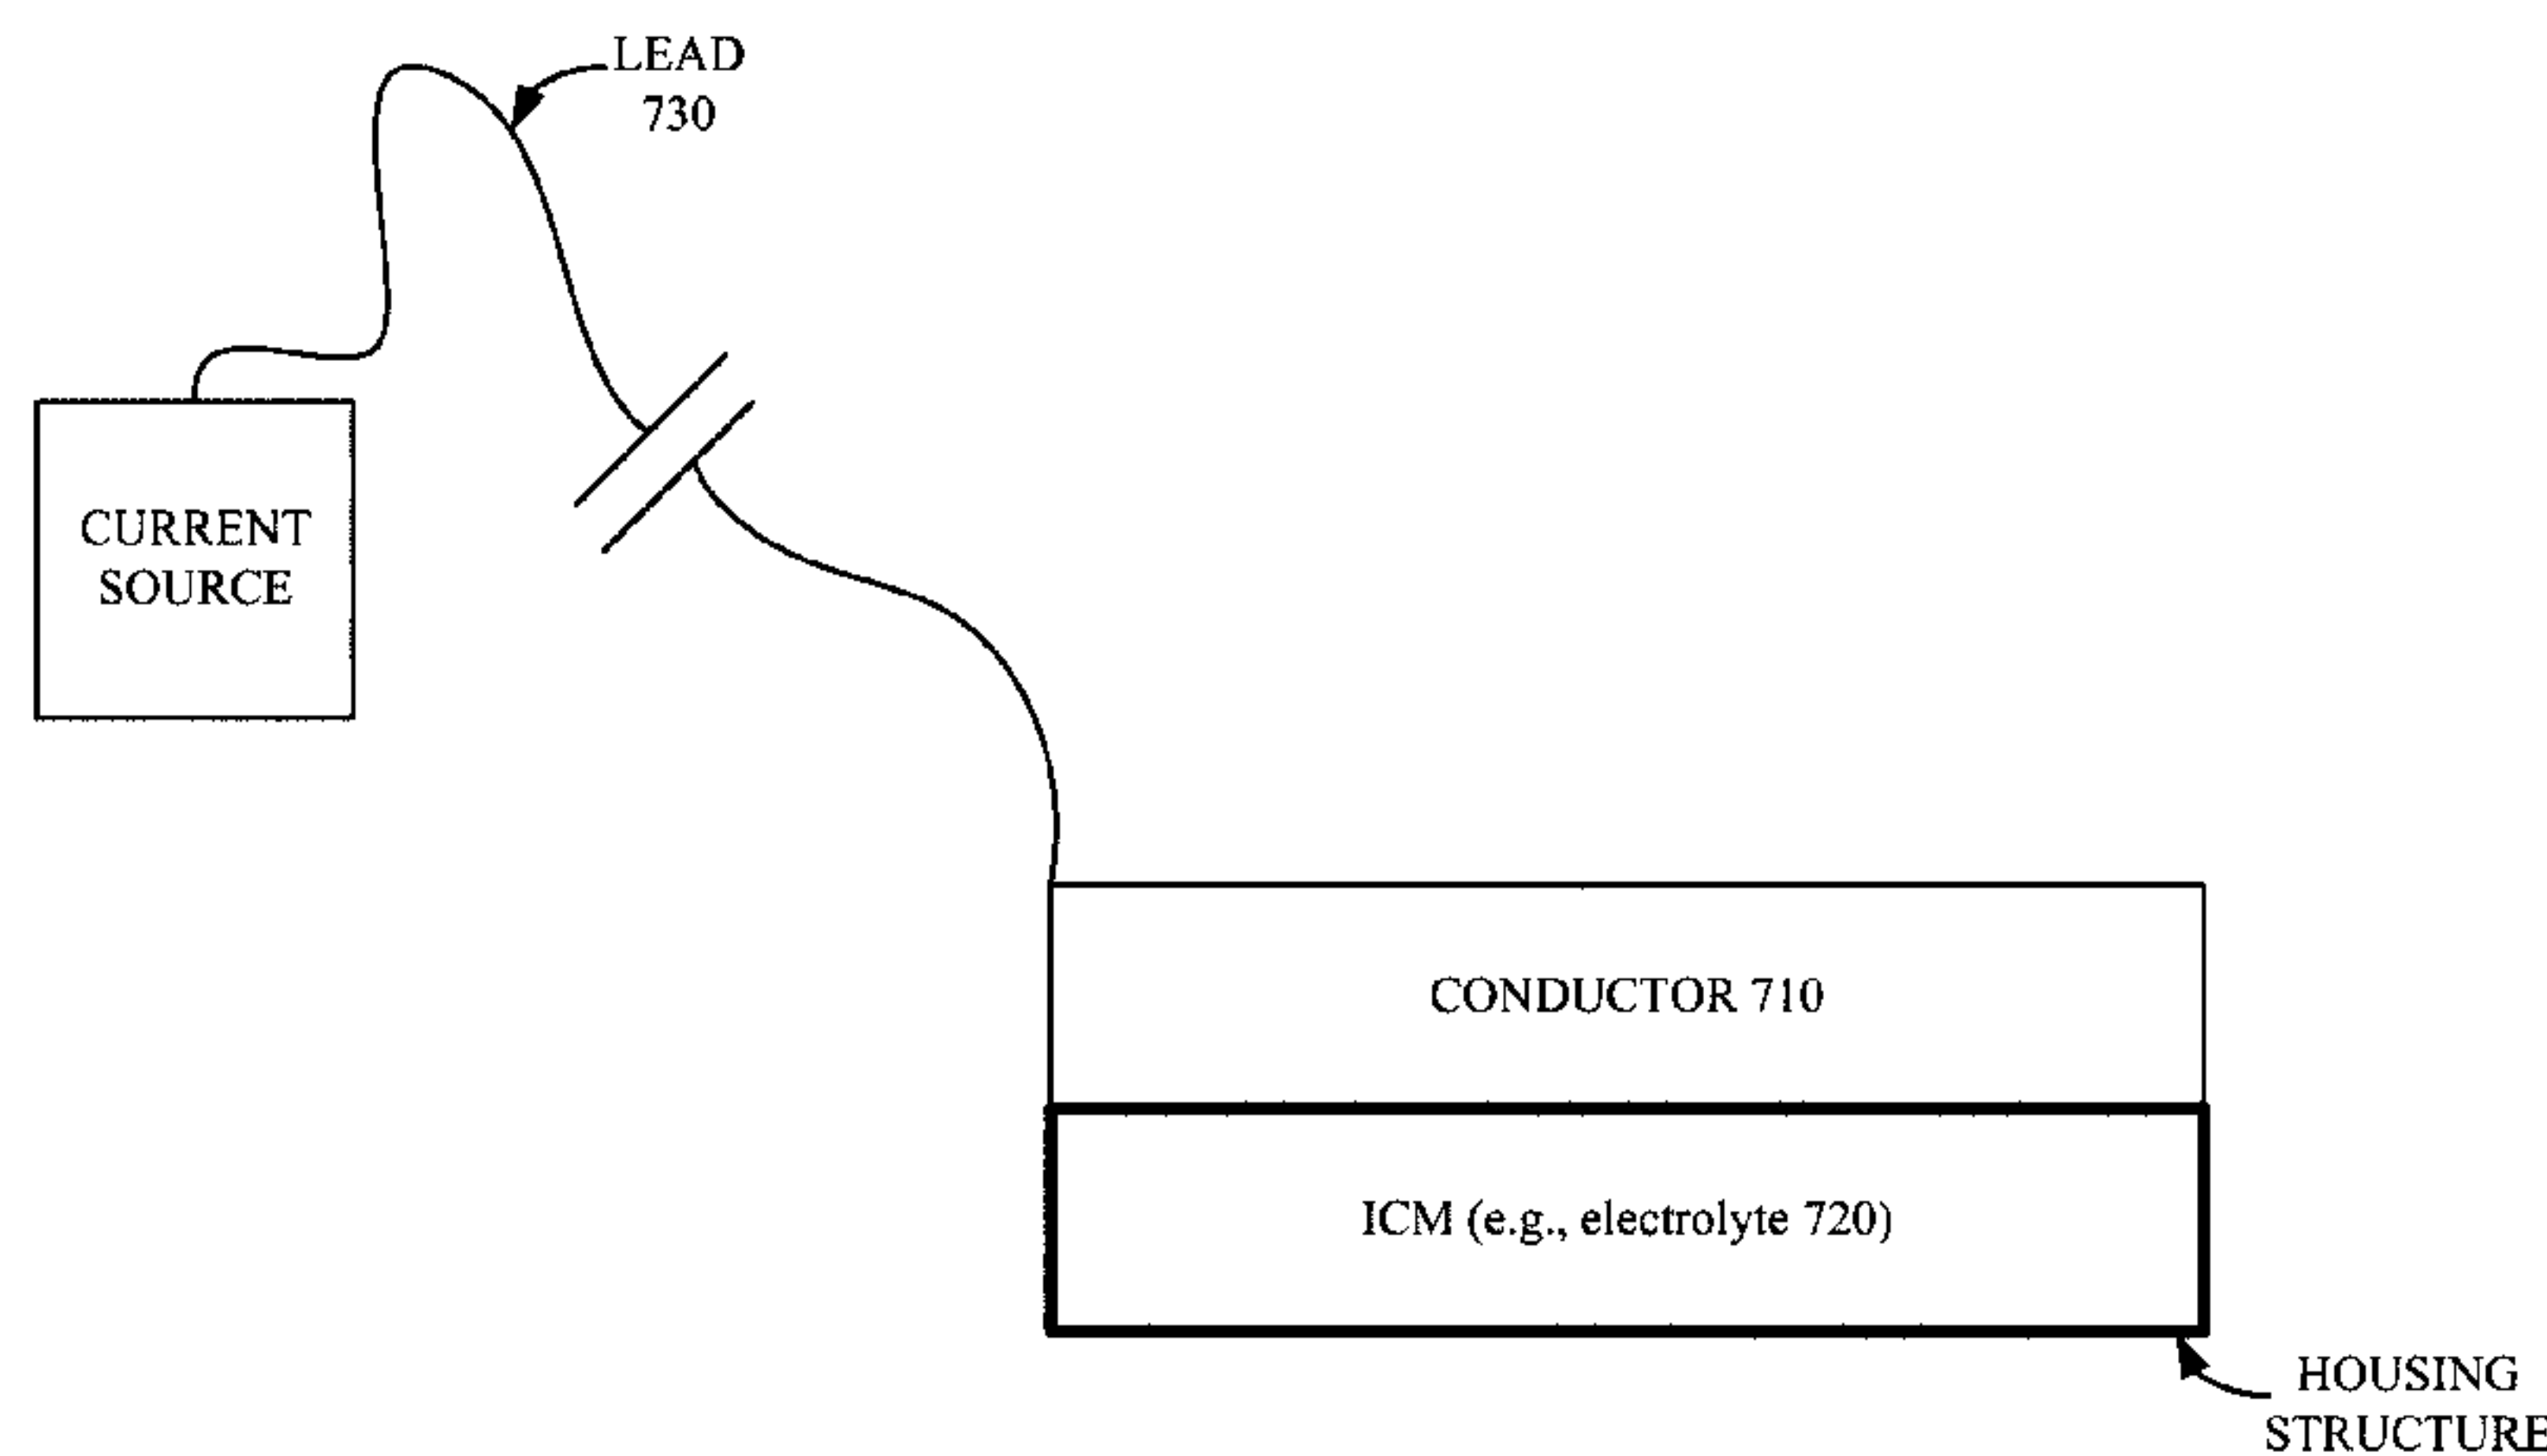 LEAD
730
CURRENT
SOURCE
CONDUCTOR 710
ICM (e.g., electrolyte 720)
HOUSING
STRUCTURE